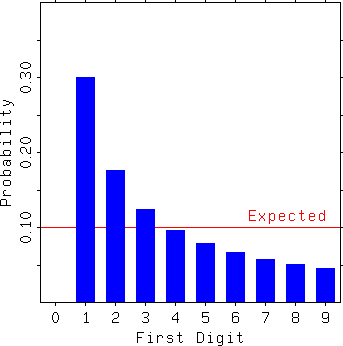 Probability
0.30
0.20
0.10
Expected
0 1 2 3 4 5 6 7 8 9
First Digit